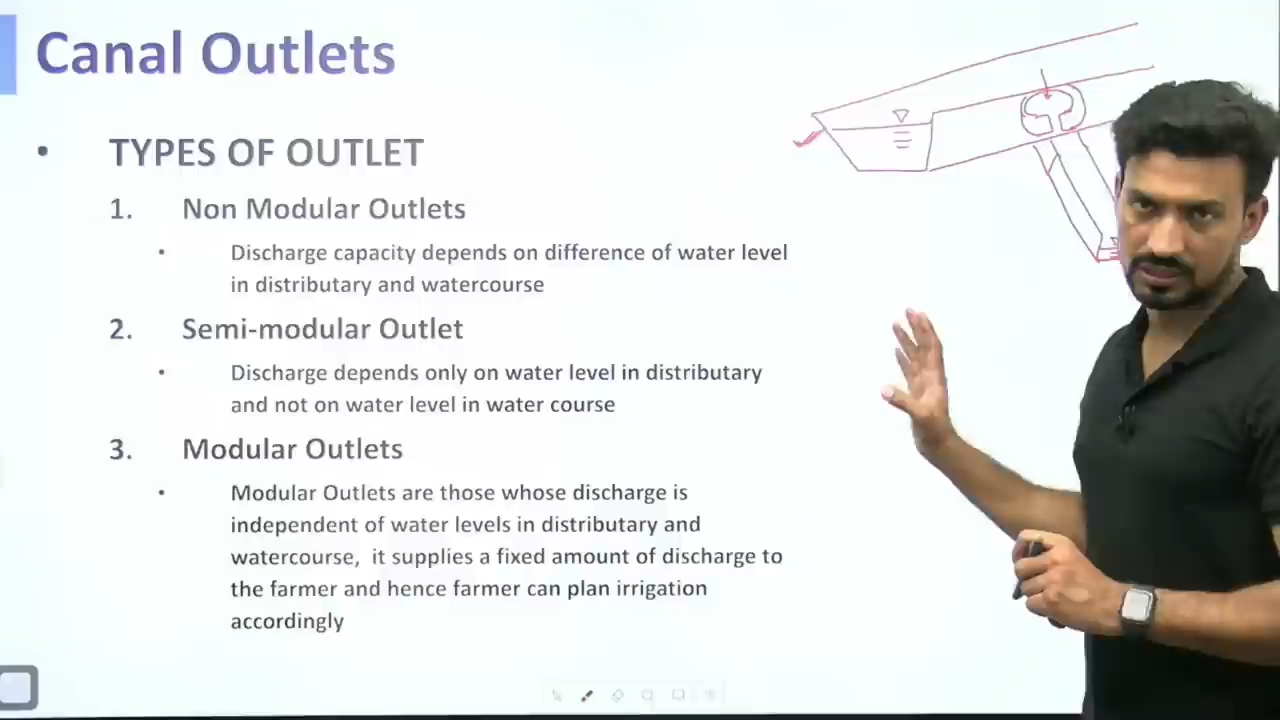 Canal Outlets
• TYPES OF OUTLET
1. Non Modular Outlets
• Discharge capacity depends on difference of water level
in distributary and watercourse
2. Semi-modular Outlet
• Discharge depends only on water level in distributary
and not on water level in water course
3. Modular Outlets
• Modular Outlets are those whose discharge is
independent of water levels in distributary and
watercourse, it supplies a fixed amount of discharge to
the farmer and hence farmer can plan irrigation
accordingly